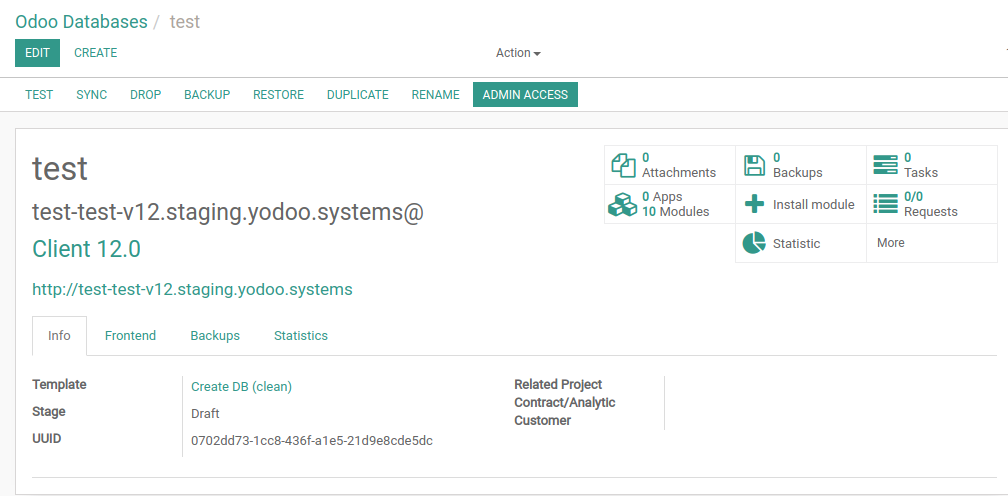 Odoo Databases / test
EDIT CREATE Action
TEST SYNC DROP BACKUP RESTORE DUPLICATE RENAME ADMIN ACCESS
test
test-test-v12.staging.yodoo.systems@
Client 12.0
http://test-test-v12.staging.yodoo.systems
0 Attachments
0 Backups
0 Tasks
0 Apps
10 Modules
Install module
0/0 Requests
Statistic
More
Info Frontend Backups Statistics
Template Create DB (clean)
Stage Draft
UUID 0702dd73-1cc8-436f-a1e5-21d9e8cde5dc
Related Project
Contract/Analytic
Customer